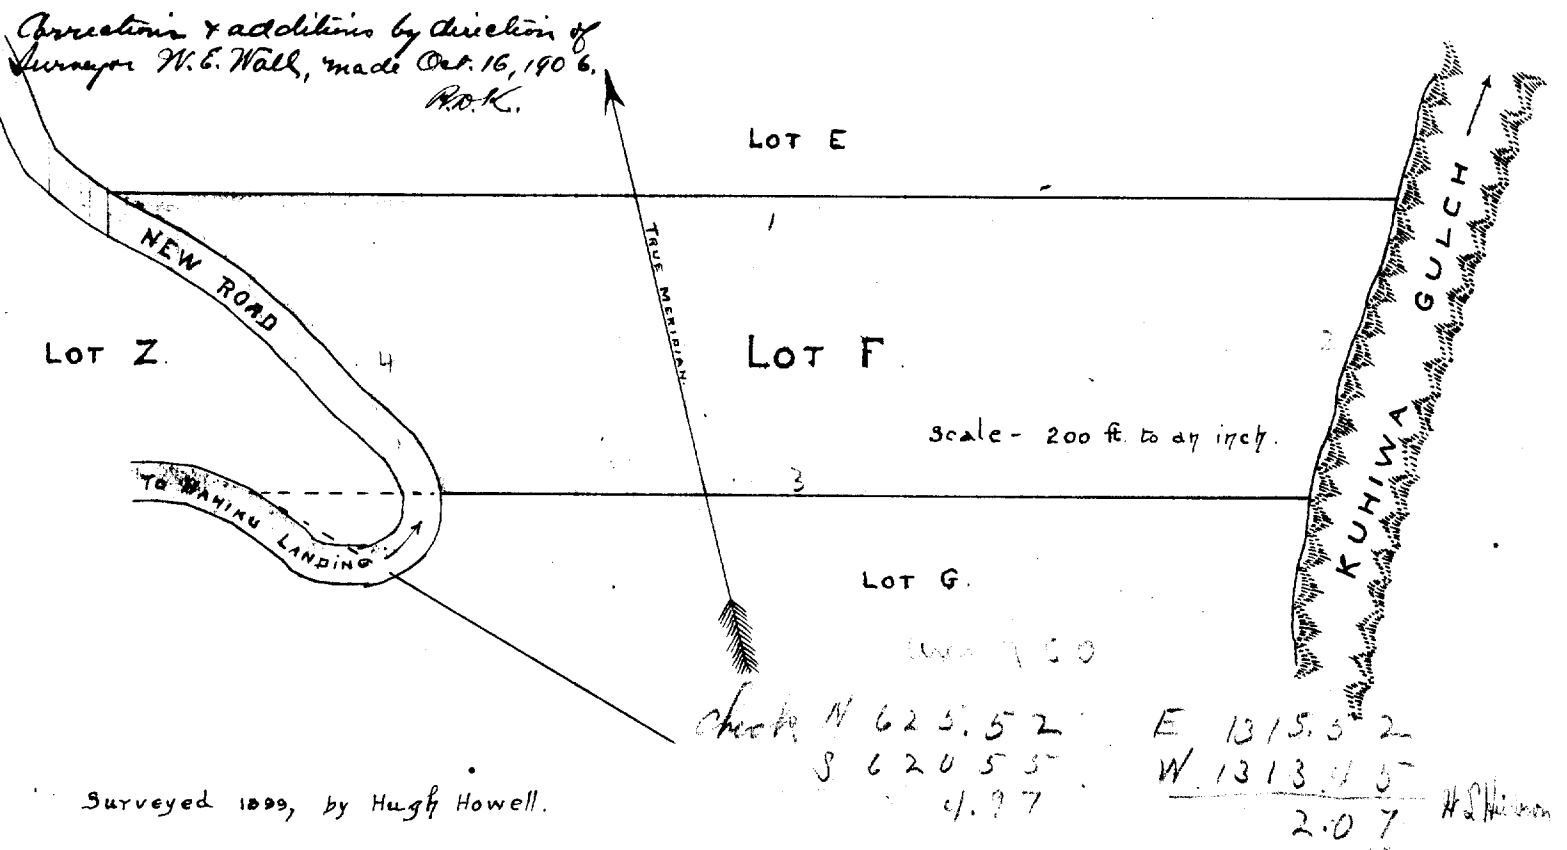 Corrections & additions by direction of
Surveyor W.E. Wall, made Oct. 16, 1906.
R.D.K.
LOT E
1
NEW ROAD
TRUE MERIDIAN.
KUHIWA GULCH
2
LOT Z.
4
LOT F.
Scale - 200 ft. to an inch.
3
TO NAHIKU LANDING
LOT G.
check N 625.52 E 1315.52
S 620 55 W 1313.45
4.97 2.07
Surveyed 1899, by Hugh Howell.